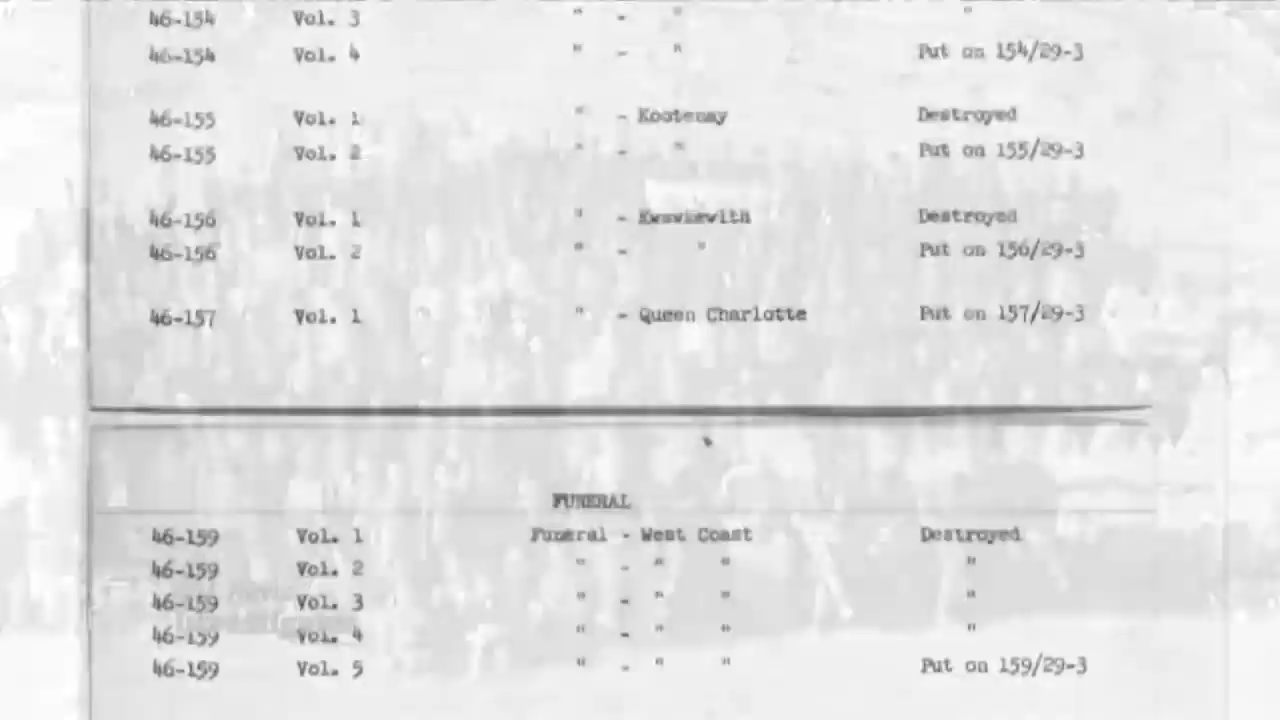 46-154 Vol. 3 " - " "
46-154 Vol. 4 " - " Put on 154/29-3
46-155 Vol. 1 " - Kootenay Destroyed
46-155 Vol. 2 " - " Put on 155/29-3
46-156 Vol. 1 " - Destroyed
46-156 Vol. 2 " - " Put on 156/29-3
46-157 Vol. 1 " - Queen Charlotte Put on 157/29-3
FUNERAL
46-159 Vol. 1 Funeral - West Coast Destroyed
46-159 Vol. 2 " - " " "
46-159 Vol. 3 " - " " "
46-159 Vol. 4 " - " " "
46-159 Vol. 5 " - " " Put on 159/29-3